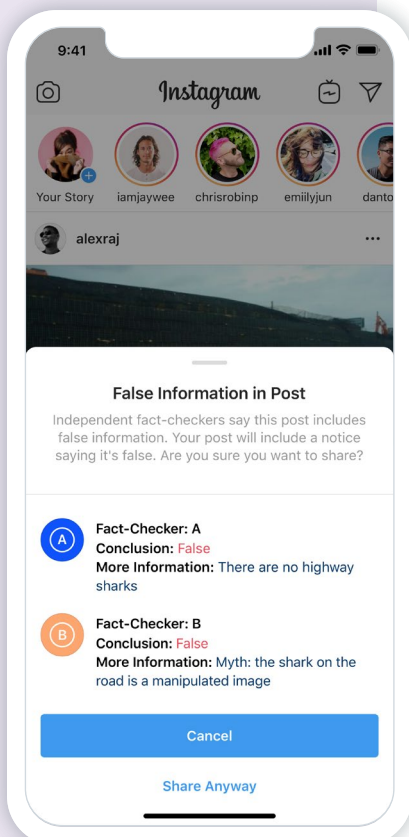 9:41
Instagram
Your Story iamjaywee chrisrobinp emiilyjun danto
alexraj
False Information in Post
Independent fact-checkers say this post includes
false information. Your post will include a notice
saying it's false. Are you sure you want to share?
A
Fact-Checker: A
Conclusion: False
More Information: There are no highway
sharks
B
Fact-Checker: B
Conclusion: False
More Information: Myth: the shark on the
road is a manipulated image
Cancel
Share Anyway